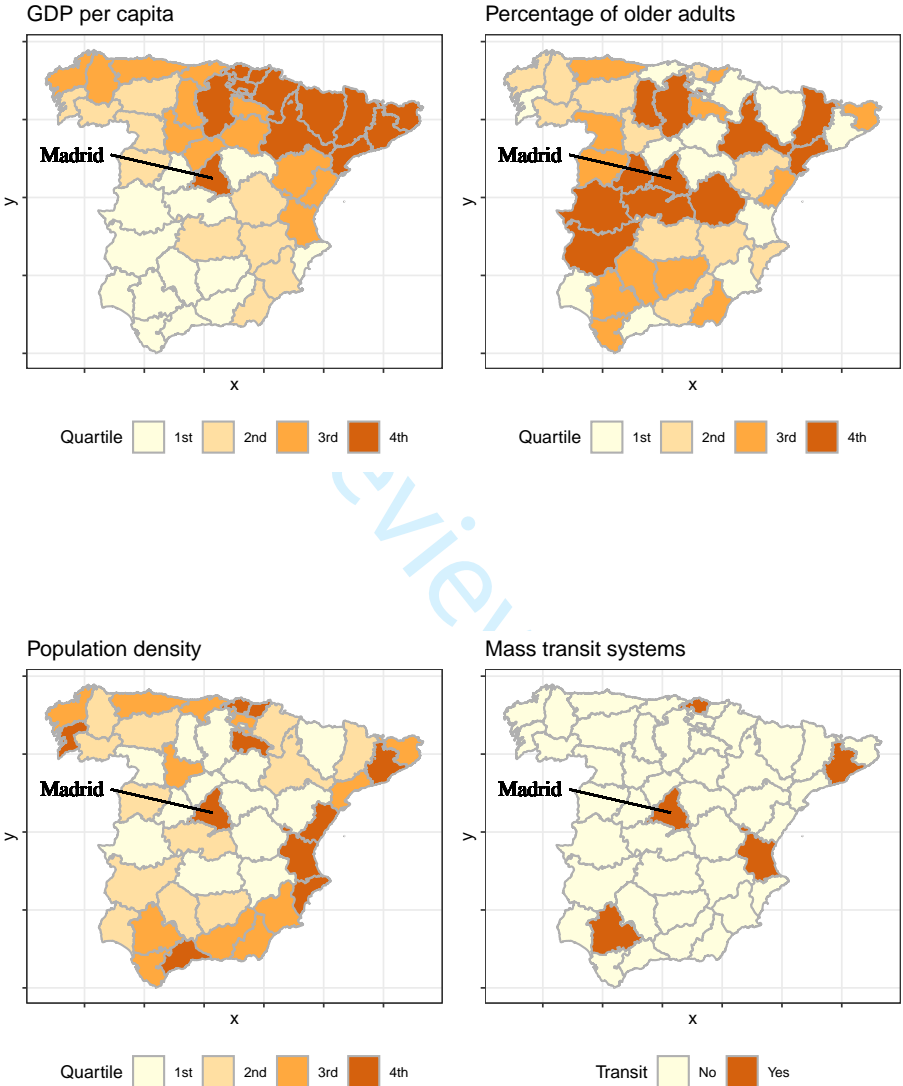 GDP per capita
Percentage of older adults
Madrid
Madrid
y
y
x
x
Quartile 1st 2nd 3rd 4th
Quartile 1st 2nd 3rd 4th
eview
Population density
Mass transit systems
Madrid
Madrid
y
y
x
x
Quartile 1st 2nd 3rd 4th
Transit No Yes